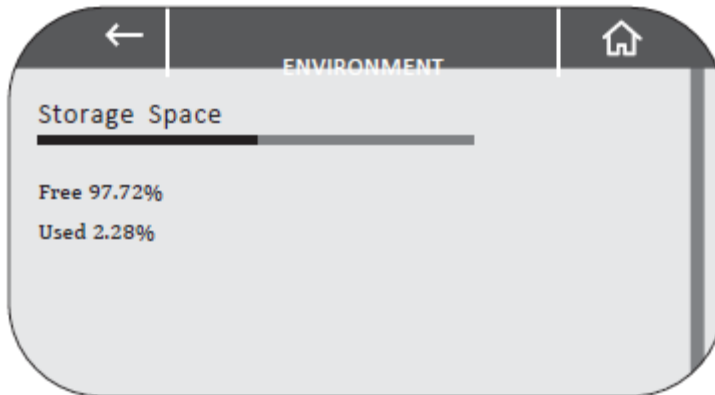 ENVIRONMENT
Storage Space
Free 97.72%
Used 2.28%